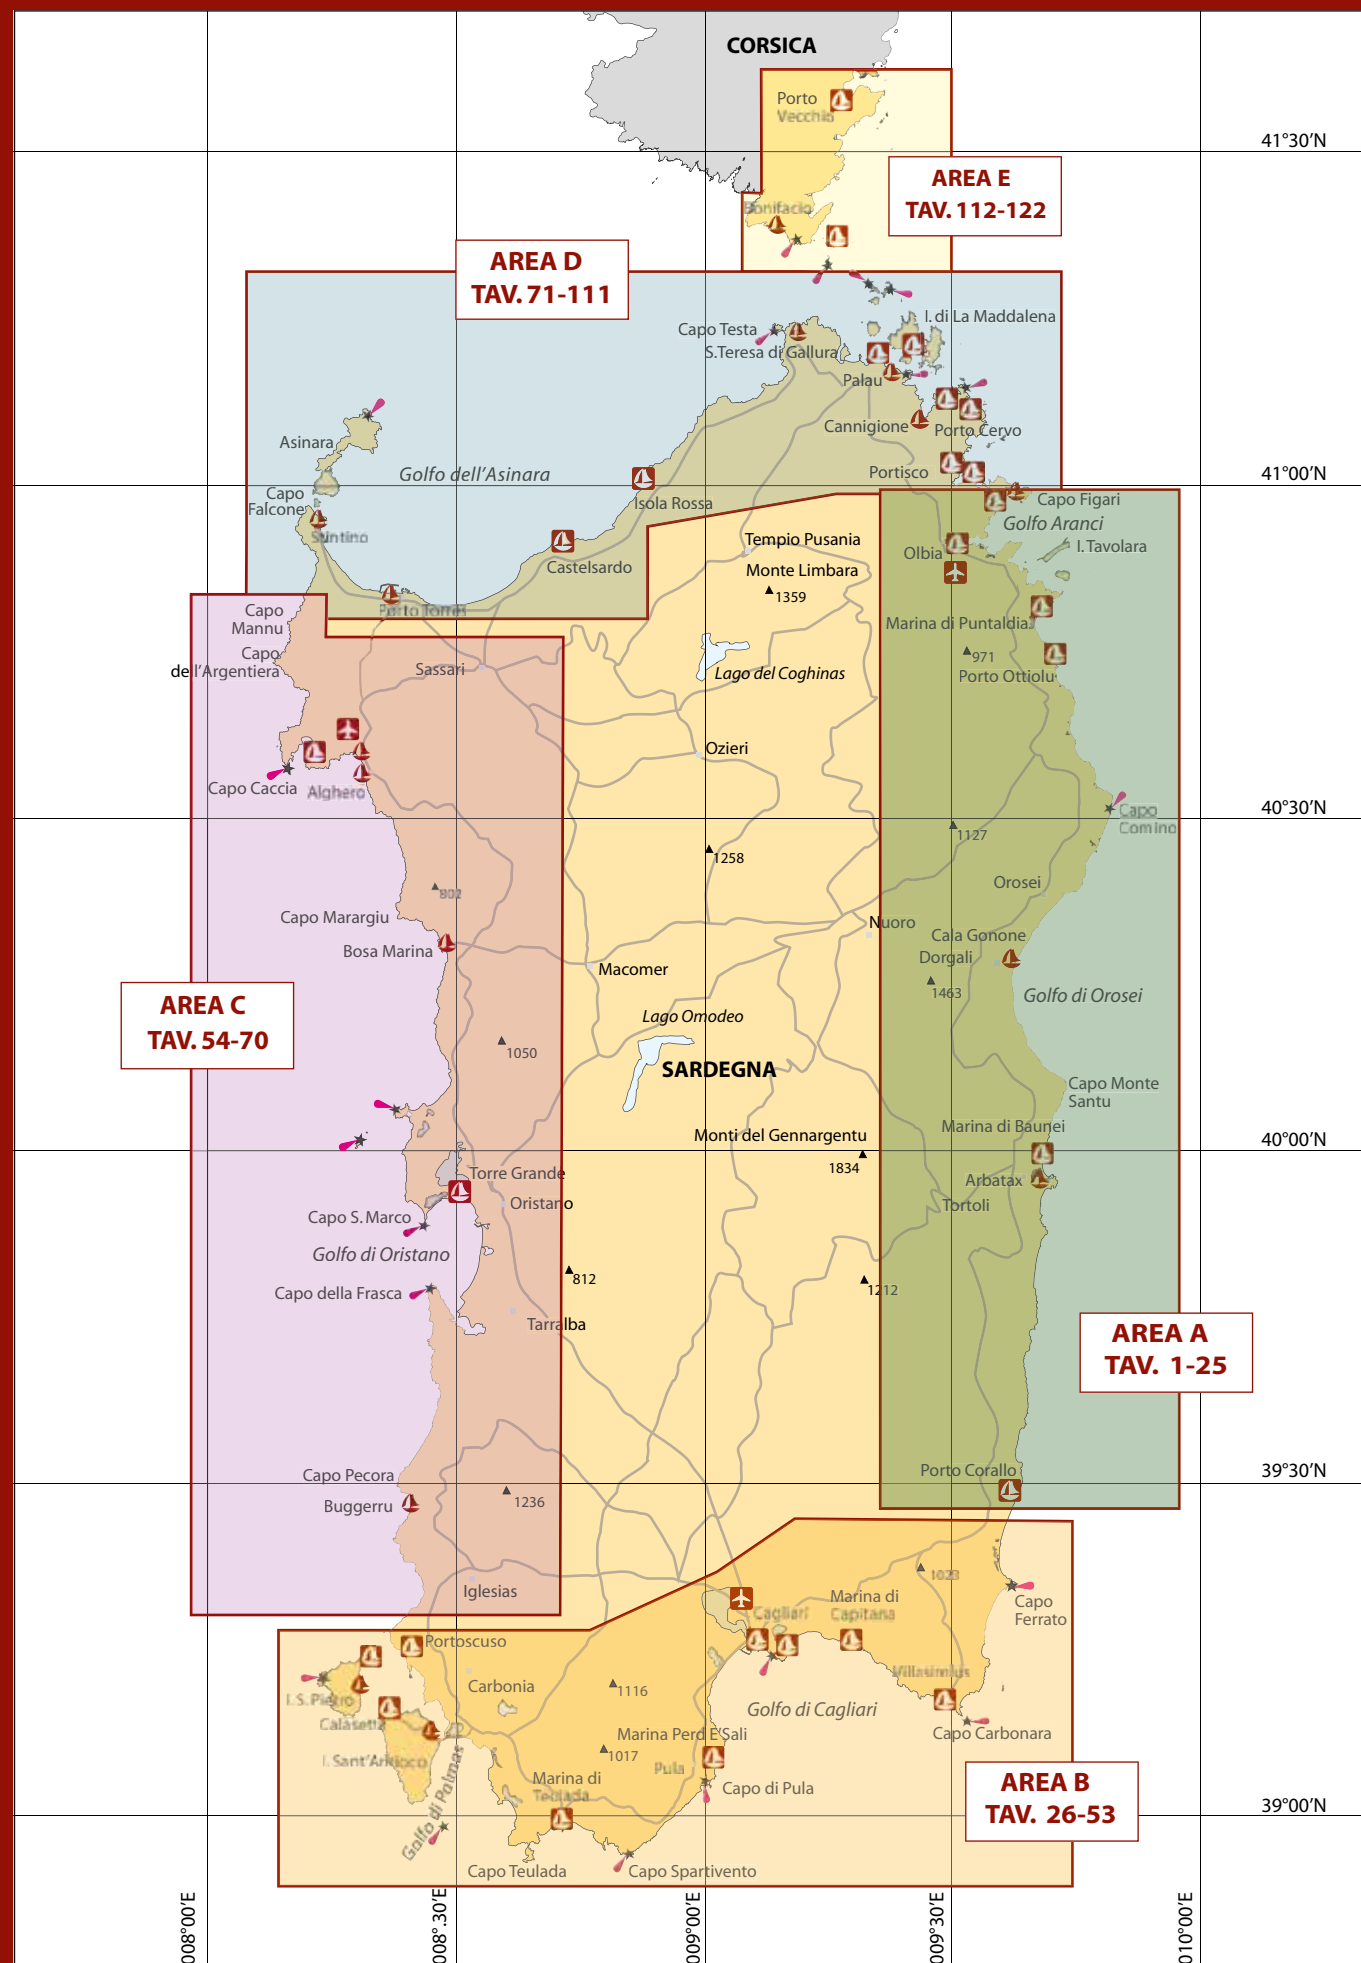 CORSICA
Porto
Vecchio
41°30'N
AREA E
TAV. 112-122
Bonifacio
AREA D
TAV. 71-111
I. di La Maddalena
Capo Testa
S.Teresa di Gallura
Palau
Cannigione
Porto Cervo
Asinara
Golfo dell'Asinara
Portisco
41°00'N
Capo
Falcone
Isola Rossa
Capo Figari
Golfo Aranci
Stintino
Tempio Pusania
Olbia
I. Tavolara
Castelsardo
Monte Limbara
1359
Porto Torres
Capo
Mannu
Marina di Puntaldia
Capo
dell'Argentiera
Sassari
971
Lago del Coghinas
Porto Ottiolu
Ozieri
Capo Caccia
Alghero
40°30'N
Capo
Comino
1127
1258
Orosei
802
Capo Marargiu
Nuoro
Cala Gonone
Bosa Marina
Dorgali
Macomer
1463
Golfo di Orosei
AREA C
TAV. 54-70
Lago Omodeo
1050
SARDEGNA
Capo Monte
Santu
Marina di Baunei
Monti del Gennargentu
40°00'N
1834
Torre Grande
Arbatax
Oristano
Tortoli
Capo S. Marco
Golfo di Oristano
812
Capo della Frasca
1212
Tarralba
AREA A
TAV. 1-25
Capo Pecora
Porto Corallo
39°30'N
Buggerru
1236
1023
Iglesias
Marina di
Capitana
Capo
Ferrato
Cagliari
Portoscuso
Villasimius
Carbonia
1116
I.S. Pietro
Golfo di Cagliari
Calasetta
Marina Perd E'Sali
Capo Carbonara
1017
I. Sant'Antioco
Pula
Golfo di Palmas
Marina di
Teulada
Capo di Pula
AREA B
TAV. 26-53
39°00'N
Capo Teulada
Capo Spartivento
008°00'E
008°.30'E
009°00'E
009°30'E
010°00'E